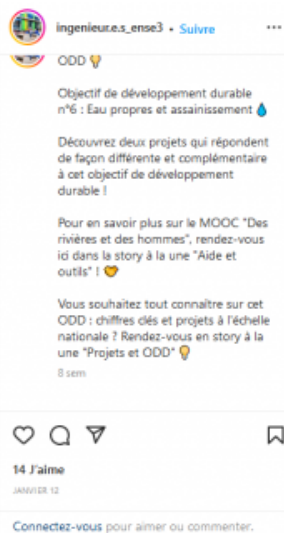 ingenieur.e.s_ense3 • Suivre ...
ODD 💡
Objectif de développement durable
n°6 : Eau propres et assainissement 💧
Découvrez deux projets qui répondent
de façon différente et complémentaire
à cet objectif de développement
durable !
Pour en savoir plus sur le MOOC "Des
rivières et des hommes", rendez-vous
ici dans la story à la une "Aide et
outils" ! 🧡
Vous souhaitez tout connaître sur cet
ODD : chiffres clés et projets à l'échelle
nationale ? Rendez-vous en story à la
une "Projets et ODD" 💡
8 sem
14 J'aime
JANVIER 12
Connectez-vous pour aimer ou commenter.